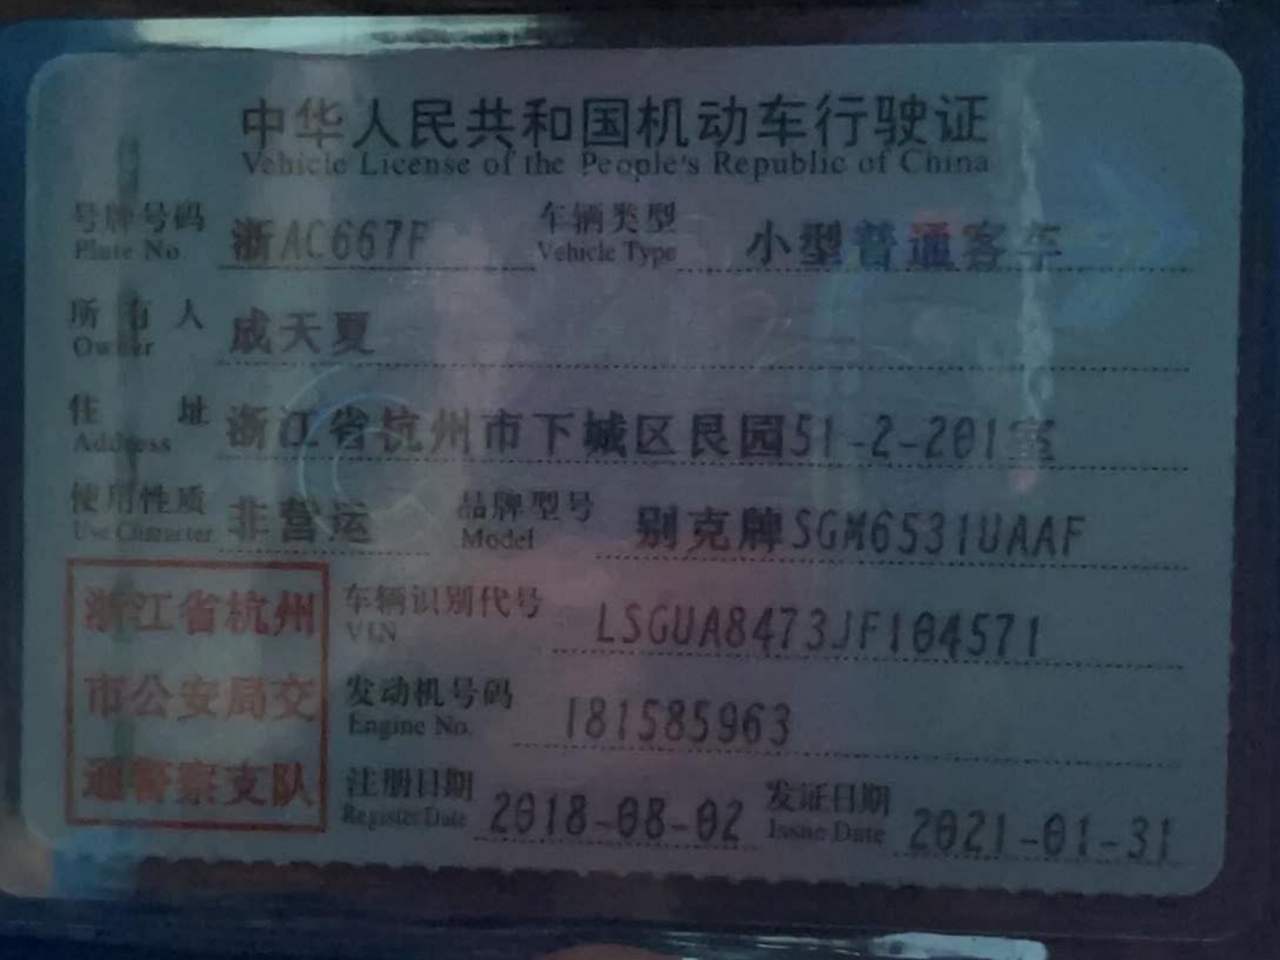 中华人民共和国机动车行驶证
Vehicle License of the People's Republic of China
号牌号码 浙AC667F 车辆类型 小型普通客车
Plate No. Vehicle Type
所有人 成天夏
Owner
住址 浙江省杭州市下城区艮园51-2-201室
Address
使用性质 非营运 品牌型号 别克牌SGM6531UAAF
Use Character Model
浙江省杭州
市公安局交
通警察支队
车辆识别代号 LSGUA8473JF104571
VIN
发动机号码 181585963
Engine No.
注册日期 2018-08-02 发证日期 2021-01-31
Register Date Issue Date